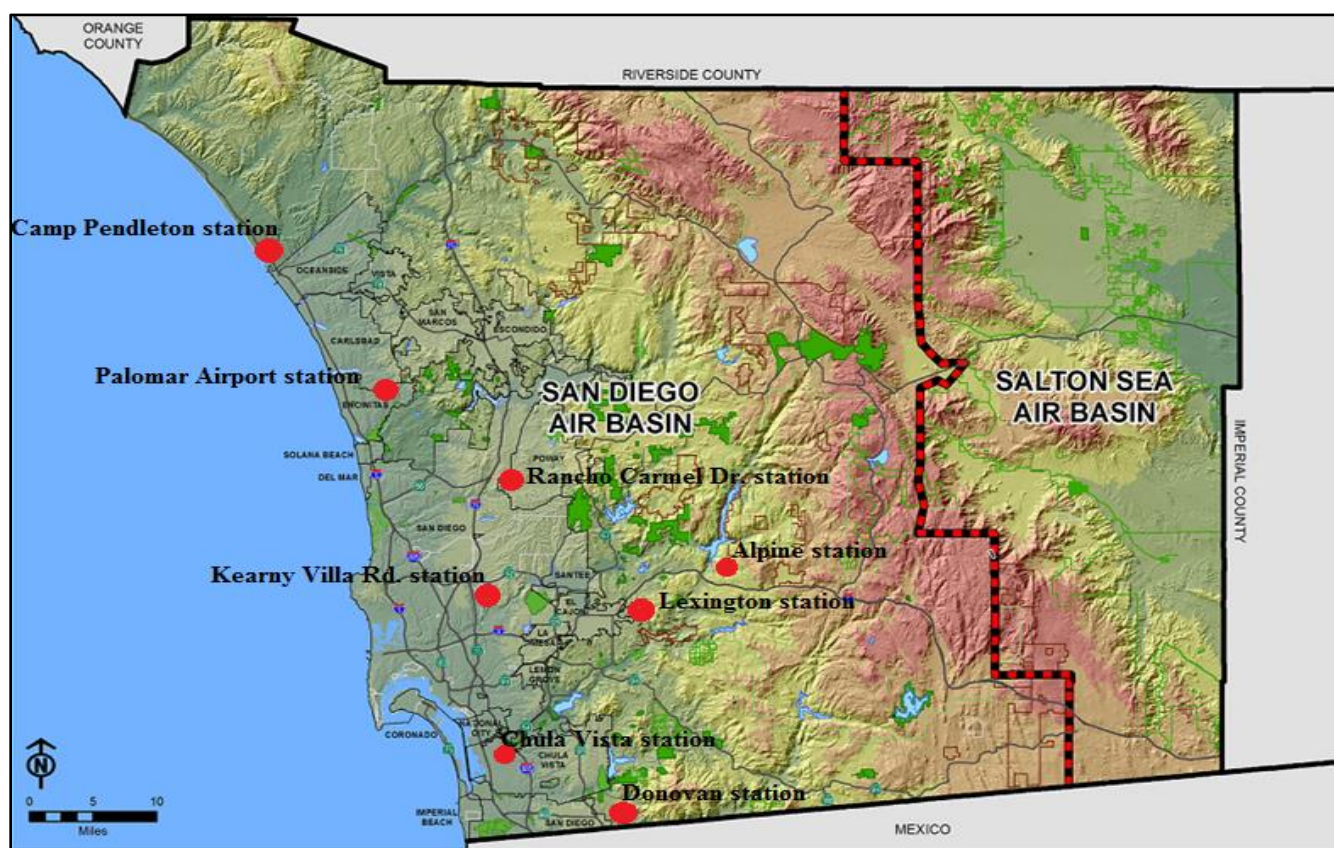 ORANGE
COUNTY
RIVERSIDE COUNTY
Camp Pendleton station
OCEANSIDE
VISTA
SAN
MARCOS
ESCONDIDO
CARLSBAD
Palomar Airport station
ENCINITAS
SAN DIEGO
AIR BASIN
SALTON SEA
AIR BASIN
SOLANA BEACH
DEL MAR
POWAY
Rancho Carmel Dr. station
SAN DIEGO
IMPERIAL COUNTY
Alpine station
Kearny Villa Rd. station
SANTEE
EL
CAJON
Lexington station
LA
MESA
LEMON
GROVE
CORONADO
NATIONAL
CITY
Chula Vista station
CHULA
VISTA
Donovan station
IMPERIAL
BEACH
SAN DIEGO
MEXICO
N
0 5 10
Miles